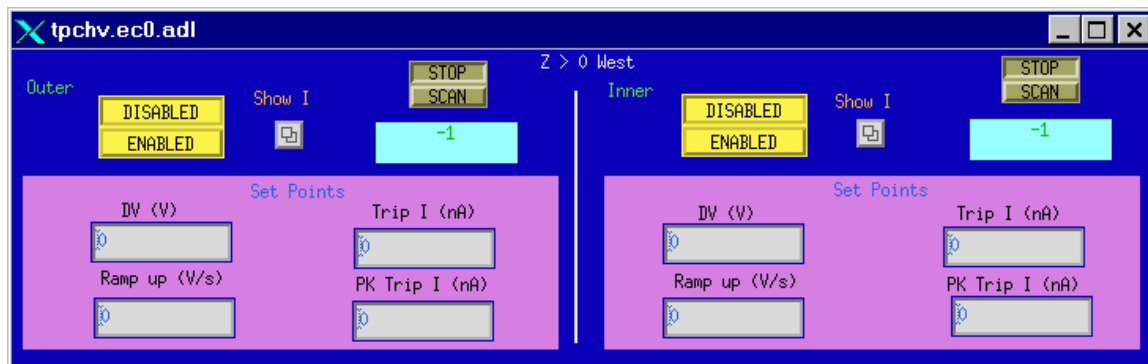 tpchv.ec0.adl
Z > 0 West
Outer
DISABLED
ENABLED
Show I
STOP
SCAN
-1
Set Points
DV (V)
0
Trip I (nA)
0
Ramp up (V/s)
0
PK Trip I (nA)
0
Inner
DISABLED
ENABLED
Show I
STOP
SCAN
-1
Set Points
DV (V)
0
Trip I (nA)
0
Ramp up (V/s)
0
PK Trip I (nA)
0